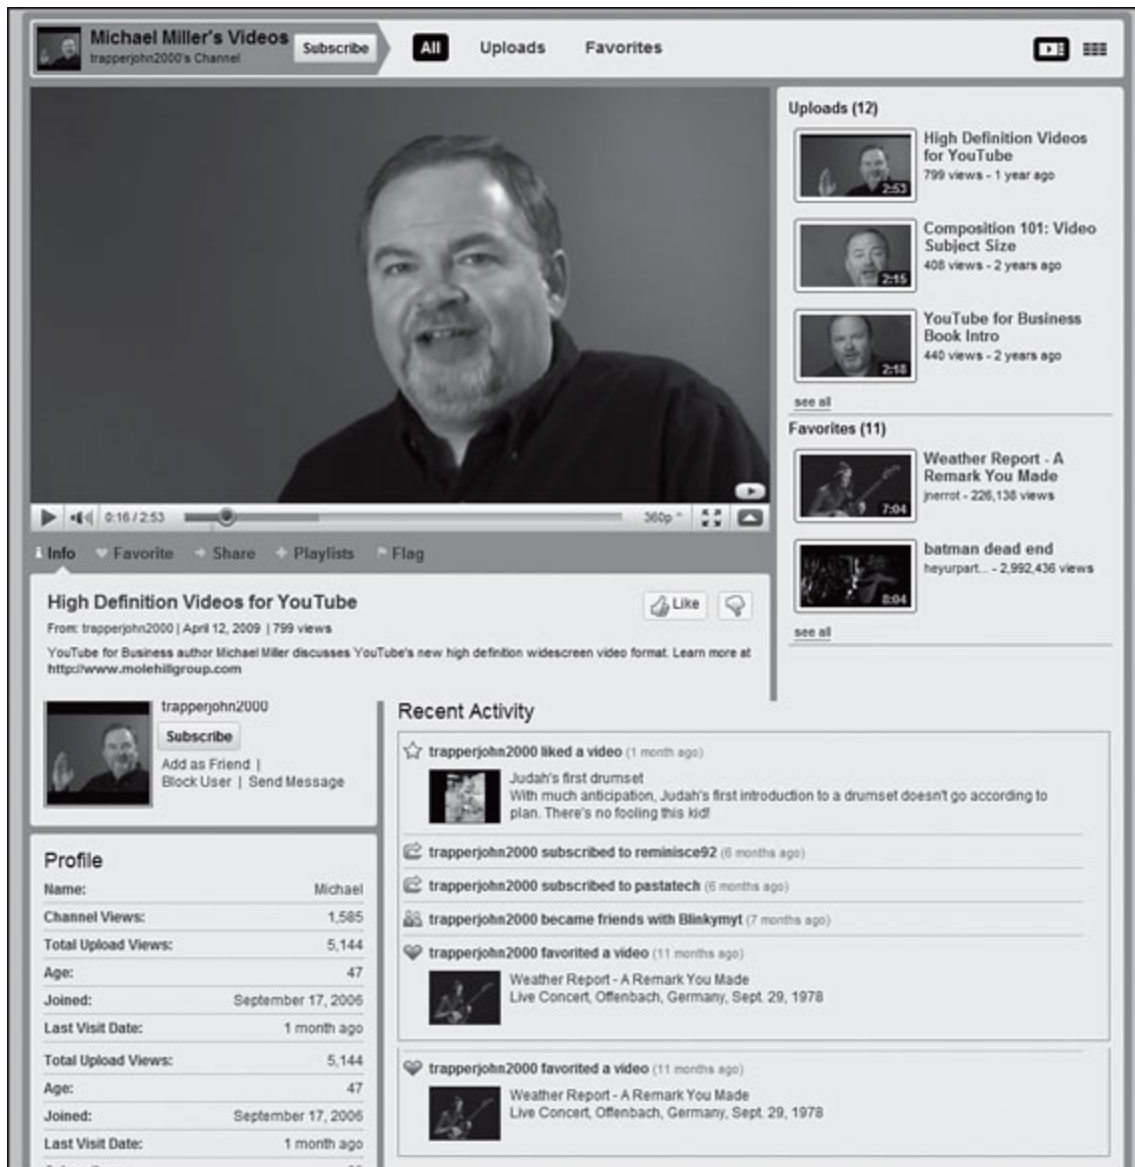 Michael Miller's Videos
trapperjohn2000's Channel
Subscribe
All
Uploads
Favorites
Uploads (12)
2:53
High Definition Videos
for YouTube
799 views - 1 year ago
2:15
Composition 101: Video
Subject Size
408 views - 2 years ago
2:18
YouTube for Business
Book Intro
440 views - 2 years ago
see all
Favorites (11)
7:04
Weather Report - A
Remark You Made
jnerrot - 226,138 views
8:04
batman dead end
heyurpart... - 2,992,436 views
see all
0:16 / 2:53
360p
Info
Favorite
Share
Playlists
Flag
High Definition Videos for YouTube
Like
From: trapperjohn2000 | April 12, 2009 | 799 views
YouTube for Business author Michael Miller discusses YouTube's new high definition widescreen video format. Learn more at
http://www.molehillgroup.com
trapperjohn2000
Subscribe
Add as Friend |
Block User | Send Message
Profile
Name: Michael
Channel Views: 1,585
Total Upload Views: 5,144
Age: 47
Joined: September 17, 2006
Last Visit Date: 1 month ago
Total Upload Views: 5,144
Age: 47
Joined: September 17, 2006
Last Visit Date: 1 month ago
Recent Activity
trapperjohn2000 liked a video (1 month ago)
Judah's first drumset
With much anticipation, Judah's first introduction to a drumset doesn't go according to
plan. There's no fooling this kid!
trapperjohn2000 subscribed to reminisce92 (6 months ago)
trapperjohn2000 subscribed to pastatech (6 months ago)
trapperjohn2000 became friends with Blinkymyt (7 months ago)
trapperjohn2000 favorited a video (11 months ago)
Weather Report - A Remark You Made
Live Concert, Offenbach, Germany, Sept. 29, 1978
trapperjohn2000 favorited a video (11 months ago)
Weather Report - A Remark You Made
Live Concert, Offenbach, Germany, Sept. 29, 1978